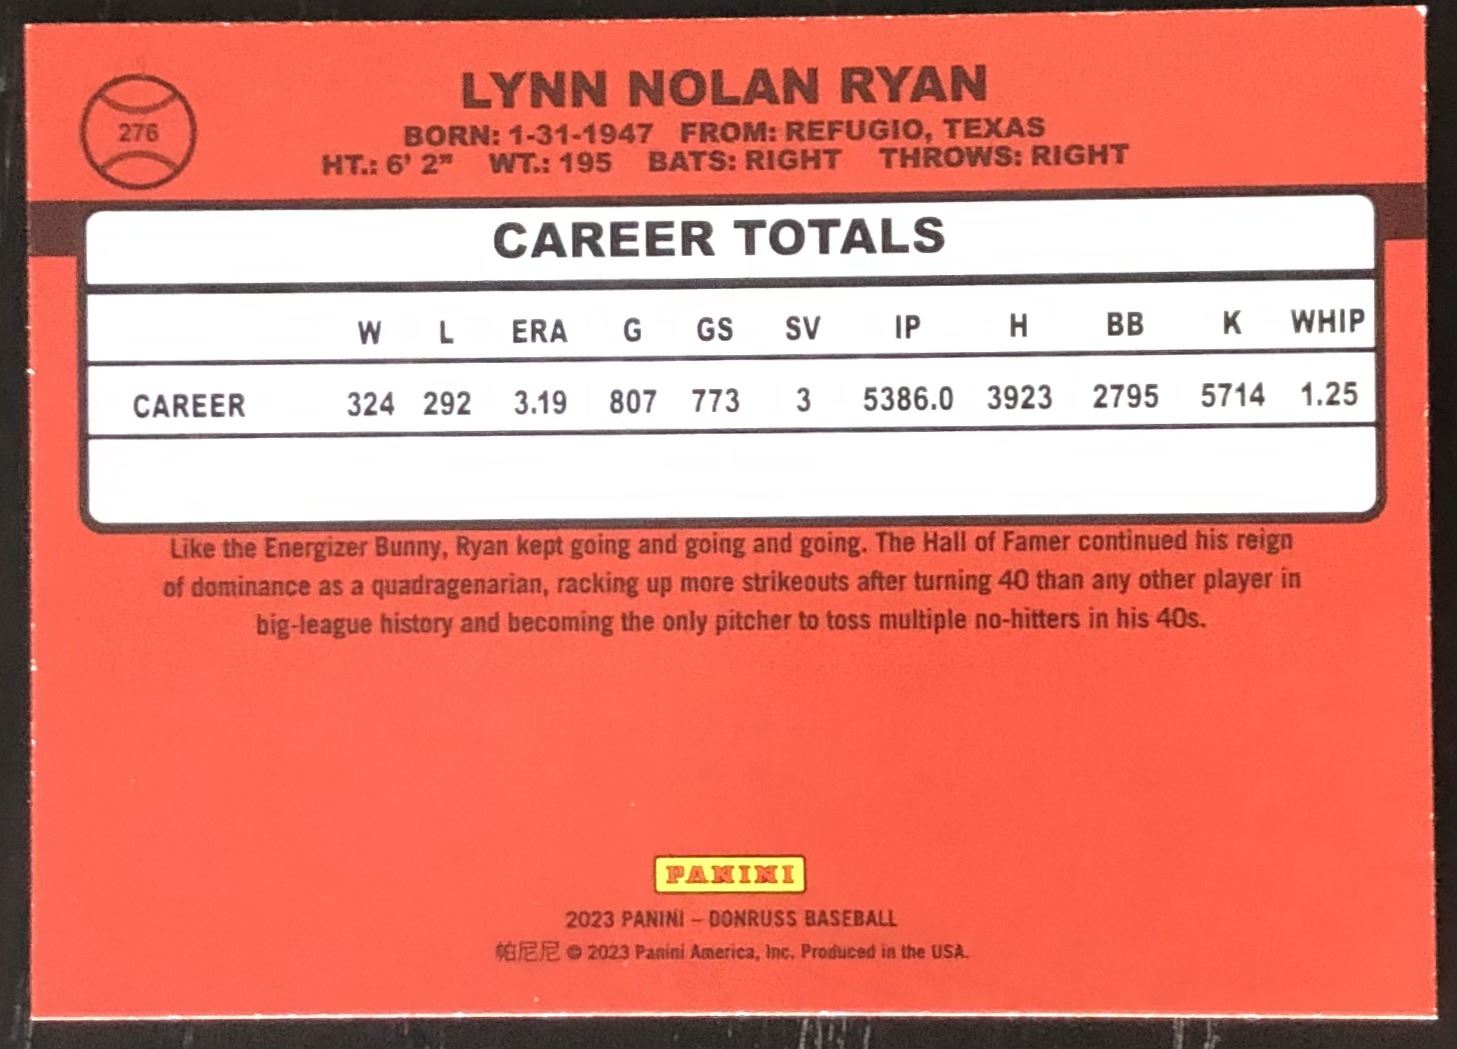 276
LYNN NOLAN RYAN
BORN: 1-31-1947 FROM: REFUGIO, TEXAS
HT.: 6' 2" WT.: 195 BATS: RIGHT THROWS: RIGHT
CAREER TOTALS
W L ERA G GS SV IP H BB K WHIP
CAREER 324 292 3.19 807 773 3 5386.0 3923 2795 5714 1.25
Like the Energizer Bunny, Ryan kept going and going and going. The Hall of Famer continued his reign
of dominance as a quadragenarian, racking up more strikeouts after turning 40 than any other player in
big-league history and becoming the only pitcher to toss multiple no-hitters in his 40s.
PANINI
2023 PANINI – DONRUSS BASEBALL
帕尼尼 © 2023 Panini America, Inc. Produced in the USA.